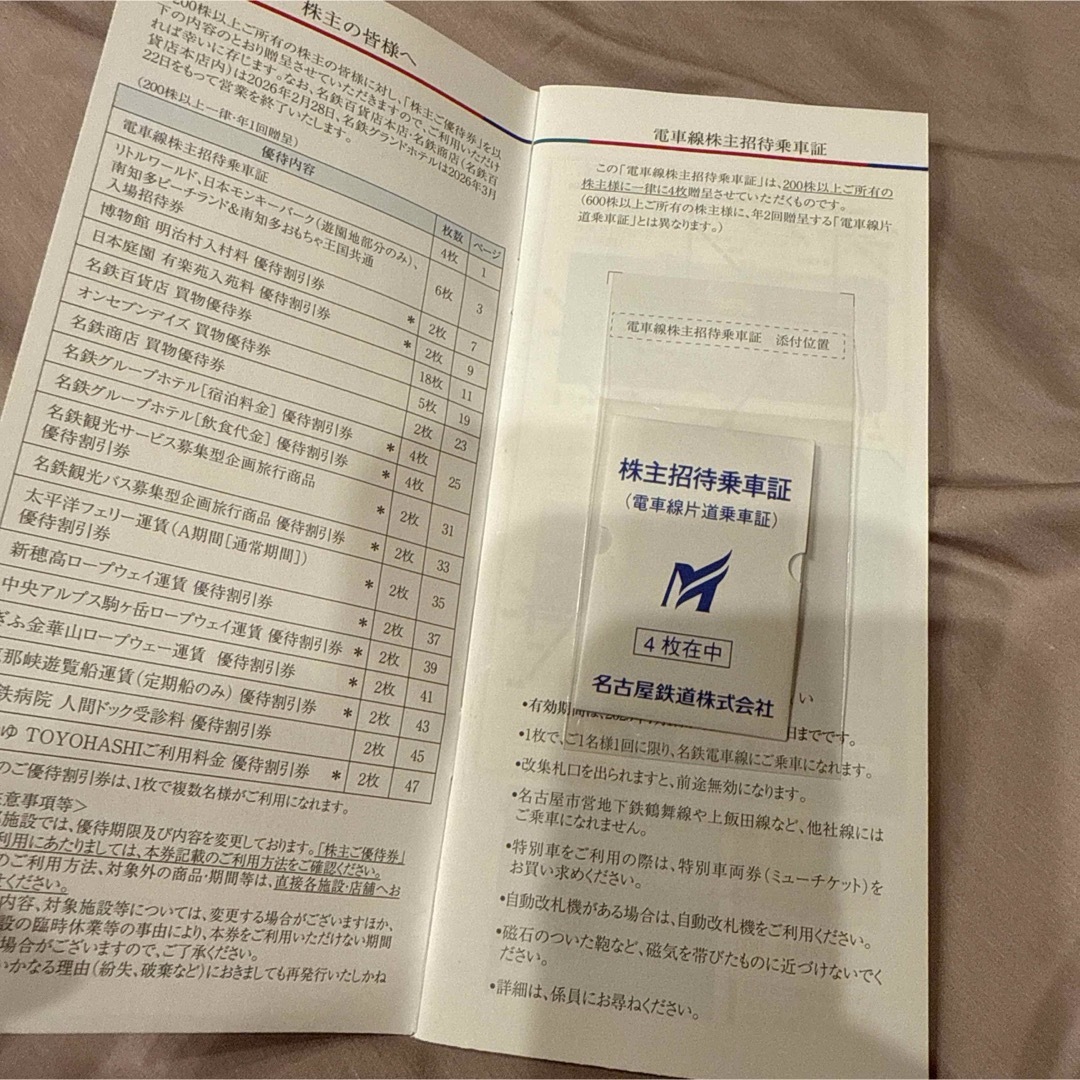 株主の皆様へ
200株以上ご所有の株主の皆様に対し、「株主ご優待券」を以
下の内容のとおり贈呈させていただきますので、ご利用いただけ
れば幸いに存じます。なお、名鉄百貨店本店・名鉄商店(名鉄百
貨店本店内)は2026年2月28日、名鉄グランドホテルは2026年3月
22日をもって営業を終了いたします。
(200株以上一律・年1回贈呈)
優待内容 枚数 ページ
電車線株主招待乗車証 4枚 1
リトルワールド、日本モンキーパーク(遊園地部分のみ)、
南知多ビーチランド&南知多おもちゃ王国共通
入場招待券 6枚 3
博物館 明治村入村料 優待割引券 * 2枚 7
日本庭園 有楽苑入苑料 優待割引券 * 2枚 9
名鉄百貨店 買物優待券 18枚 11
オンセブンデイズ 買物優待券 5枚 19
名鉄商店 買物優待券 2枚 23
名鉄グループホテル[宿泊料金] 優待割引券 * 4枚 25
名鉄グループホテル[飲食代金] 優待割引券 * 4枚
名鉄観光サービス募集型企画旅行商品
優待割引券 * 2枚 31
名鉄観光バス募集型企画旅行商品 優待割引券 * 2枚 33
太平洋フェリー運賃(A期間[通常期間])
優待割引券 * 2枚 35
新穂高ロープウェイ運賃 優待割引券 * 2枚 37
中央アルプス駒ヶ岳ロープウェイ運賃 優待割引券 * 2枚 39
ぎふ金華山ロープウェー運賃 優待割引券 * 2枚 41
那峡遊覧船運賃(定期船のみ) 優待割引券 * 2枚 43
鉄病院 人間ドック受診料 優待割引券 2枚 45
ゆ TOYOHASHIご利用料金 優待割引券 * 2枚 47
のご優待割引券は、1枚で複数名様がご利用になれます。
意事項等>
施設では、優待期限及び内容を変更しております。「株主ご優待券」
利用にあたりましては、本券記載のご利用方法をご確認ください。
のご利用方法、対象外の商品・期間等は、直接各施設・店舗へお
ください。
内容、対象施設等については、変更する場合がございますほか、
設の臨時休業等の事由により、本券をご利用いただけない期間
場合がございますので、ご了承ください。
いかなる理由(紛失、破棄など)におきましても再発行いたしかね
電車線株主招待乗車証
この「電車線株主招待乗車証」は、200株以上ご所有の
株主様に一律に4枚贈呈させていただくものです。
(600株以上ご所有の株主様に、年2回贈呈する「電車線片
道乗車証」とは異なります。)
電車線株主招待乗車証 添付位置
株主招待乗車証
(電車線片道乗車証)
4枚在中
名古屋鉄道株式会社
い
•有効期間は、 日までです。
•1枚で、ご1名様1回に限り、名鉄電車線にご乗車になれます。
•改集札口を出られますと、前途無効になります。
•名古屋市営地下鉄鶴舞線や上飯田線など、他社線には
ご乗車になれません。
•特別車をご利用の際は、特別車両券(ミューチケット)を
お買い求めください。
•自動改札機がある場合は、自動改札機をご利用ください。
•磁石のついた鞄など、磁気を帯びたものに近づけないでく
ださい。
•詳細は、係員にお尋ねください。